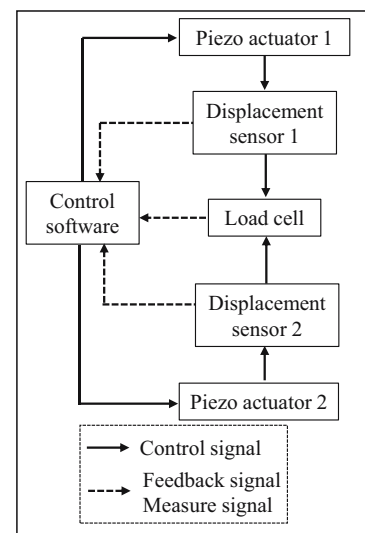 Piezo actuator 1
Displacement
sensor 1
Control
software
Load cell
Displacement
sensor 2
Piezo actuator 2
Control signal
Feedback signal
Measure signal